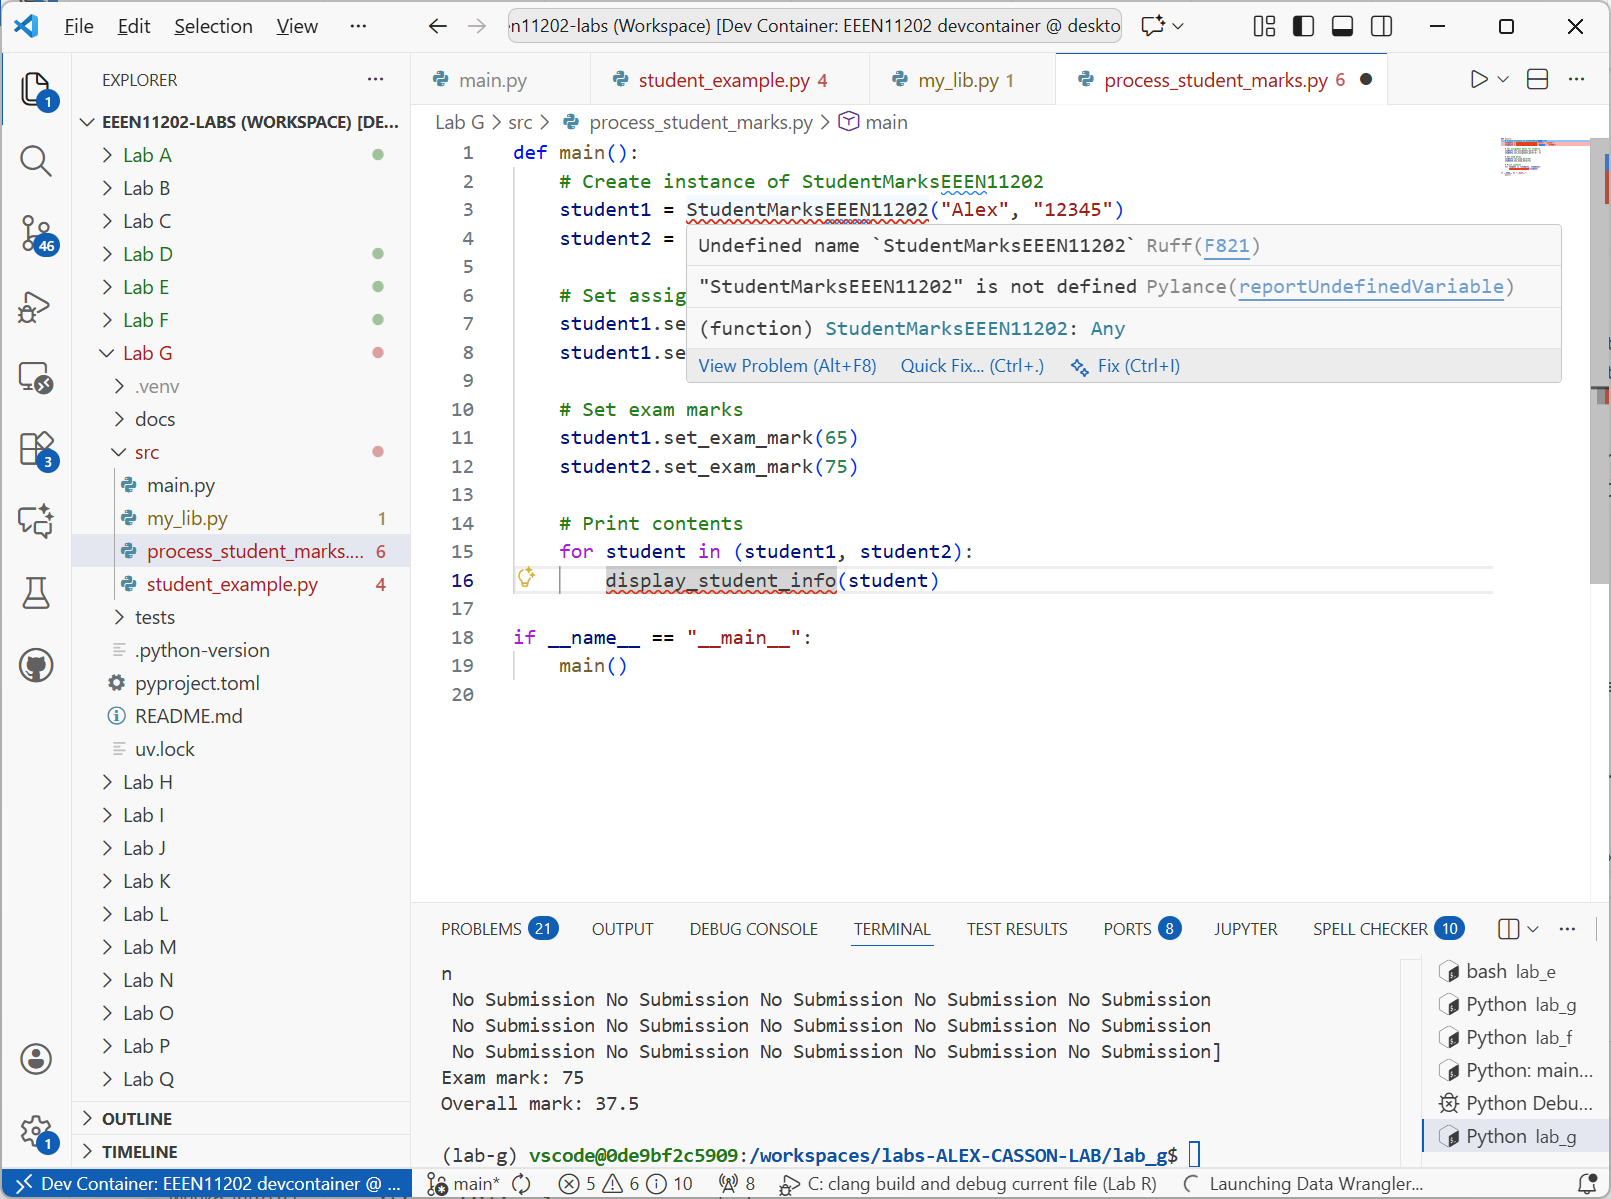 File Edit Selection View ··· n11202-labs (Workspace) [Dev Container: EEEN11202 devcontainer @ deskto
EXPLORER
EEEN11202-LABS (WORKSPACE) [DE...
Lab A
Lab B
Lab C
Lab D
Lab E
Lab F
Lab G
.venv
docs
src
main.py
my_lib.py 1
process_student_marks.... 6
student_example.py 4
tests
.python-version
pyproject.toml
README.md
uv.lock
Lab H
Lab I
Lab J
Lab K
Lab L
Lab M
Lab N
Lab O
Lab P
Lab Q
OUTLINE
TIMELINE
1
46
3
1
main.py student_example.py 4 my_lib.py 1 process_student_marks.py 6
Lab G > src > process_student_marks.py > main
1 def main():
2 # Create instance of StudentMarksEEEN11202
3 student1 = StudentMarksEEEN11202("Alex", "12345")
4 student2 =
5
6 # Set assig
7 student1.se
8 student1.se
9
10 # Set exam marks
11 student1.set_exam_mark(65)
12 student2.set_exam_mark(75)
13
14 # Print contents
15 for student in (student1, student2):
16 display_student_info(student)
17
18 if __name__ == "__main__":
19 main()
20
Undefined name `StudentMarksEEEN11202` Ruff(F821)
"StudentMarksEEEN11202" is not defined Pylance(reportUndefinedVariable)
(function) StudentMarksEEEN11202: Any
View Problem (Alt+F8) Quick Fix... (Ctrl+.) Fix (Ctrl+I)
PROBLEMS 21 OUTPUT DEBUG CONSOLE TERMINAL TEST RESULTS PORTS 8 JUPYTER SPELL CHECKER 10
n
No Submission No Submission No Submission No Submission No Submission
No Submission No Submission No Submission No Submission No Submission
No Submission No Submission No Submission No Submission No Submission]
Exam mark: 75
Overall mark: 37.5
(lab-g) vscode@0de9bf2c5909:/workspaces/labs-ALEX-CASSON-LAB/lab_g$
bash lab_e
Python lab_g
Python lab_f
Python: main...
Python Debu...
Python lab_g
Dev Container: EEEN11202 devcontainer @ ... main* 5 6 10 8 C: clang build and debug current file (Lab R) Launching Data Wrangler...